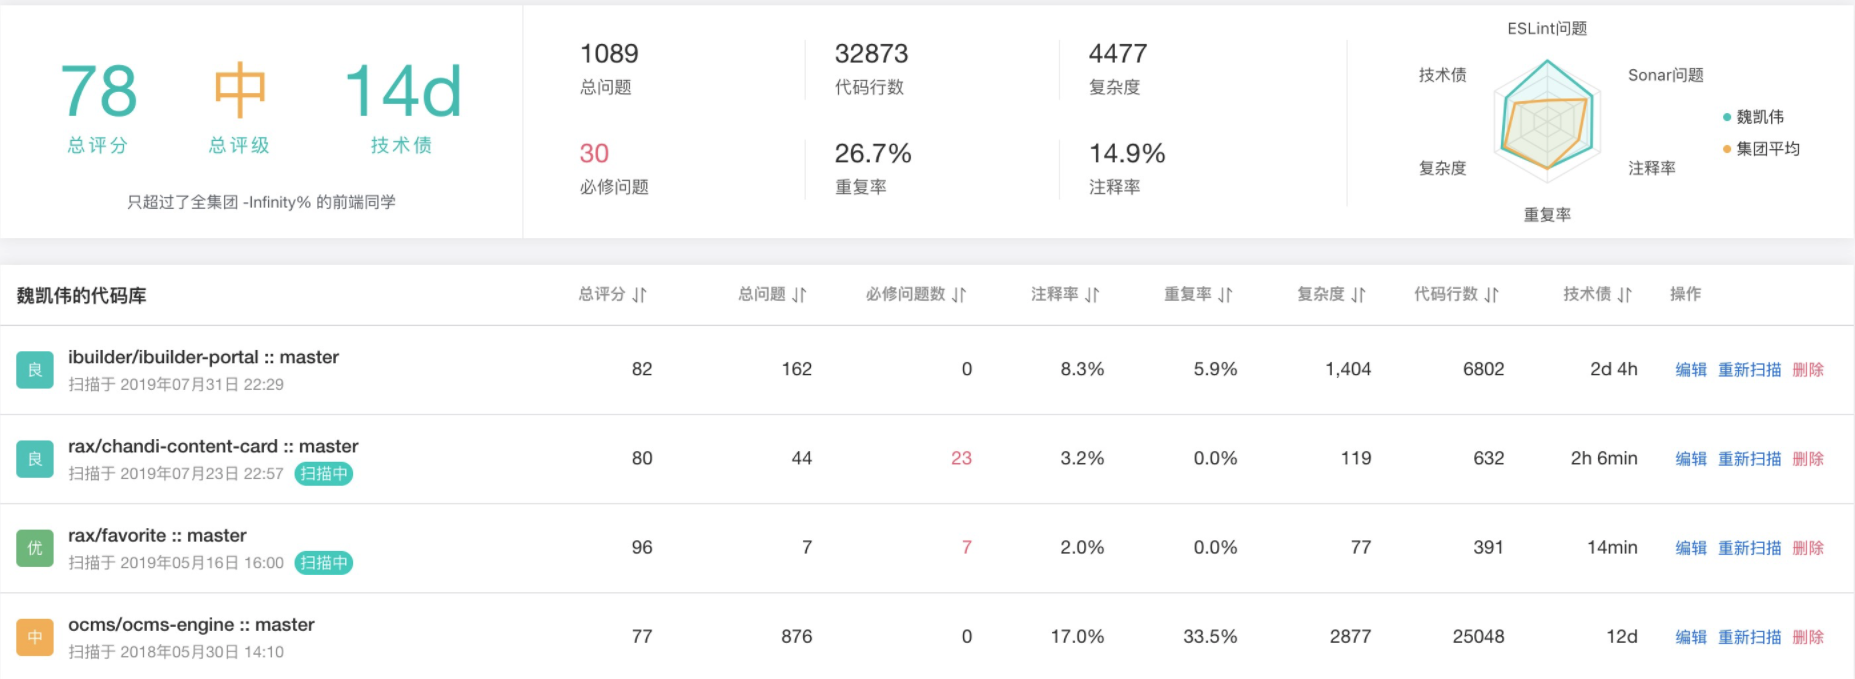 78
总评分
中
总评级
14d
技术债
只超过了全集团 -Infinity% 的前端同学
1089
总问题
32873
代码行数
4477
复杂度
30
必修问题
26.7%
重复率
14.9%
注释率
ESLint问题
技术债
Sonar问题
复杂度
注释率
重复率
魏凯伟
集团平均
魏凯伟的代码库 总评分 总问题 必修问题数 注释率 重复率 复杂度 代码行数 技术债 操作
良
ibuilder/ibuilder-portal :: master
扫描于 2019年07月31日 22:29
82 162 0 8.3% 5.9% 1,404 6802 2d 4h 编辑 重新扫描 删除
良
rax/chandi-content-card :: master
扫描于 2019年07月23日 22:57 扫描中
80 44 23 3.2% 0.0% 119 632 2h 6min 编辑 重新扫描 删除
优
rax/favorite :: master
扫描于 2019年05月16日 16:00 扫描中
96 7 7 2.0% 0.0% 77 391 14min 编辑 重新扫描 删除
中
ocms/ocms-engine :: master
扫描于 2018年05月30日 14:10
77 876 0 17.0% 33.5% 2877 25048 12d 编辑 重新扫描 删除